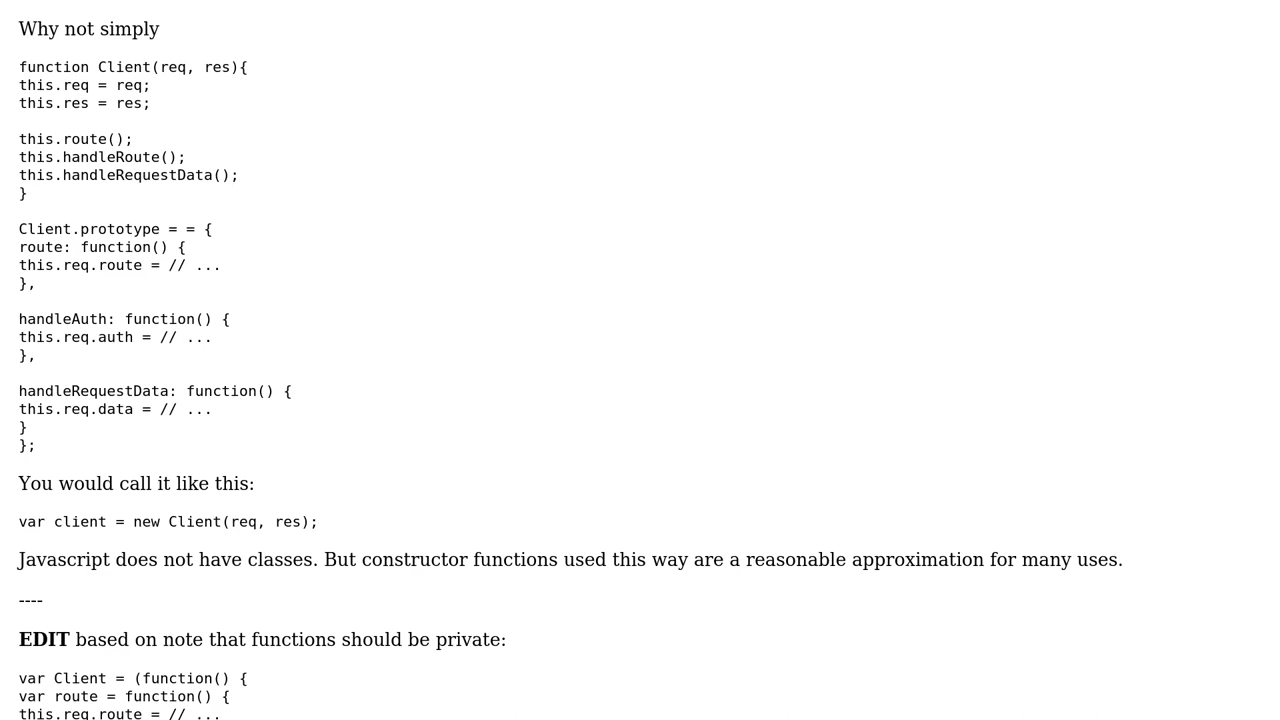 Why not simply
function Client(req, res){
this.req = req;
this.res = res;
this.route();
this.handleRoute();
this.handleRequestData();
}
Client.prototype = = {
route: function() {
this.req.route = // ...
},
handleAuth: function() {
this.req.auth = // ...
},
handleRequestData: function() {
this.req.data = // ...
}
};
You would call it like this:
var client = new Client(req, res);
Javascript does not have classes. But constructor functions used this way are a reasonable approximation for many uses.
----
EDIT based on note that functions should be private:
var Client = (function() {
var route = function() {
this.req.route = // ...